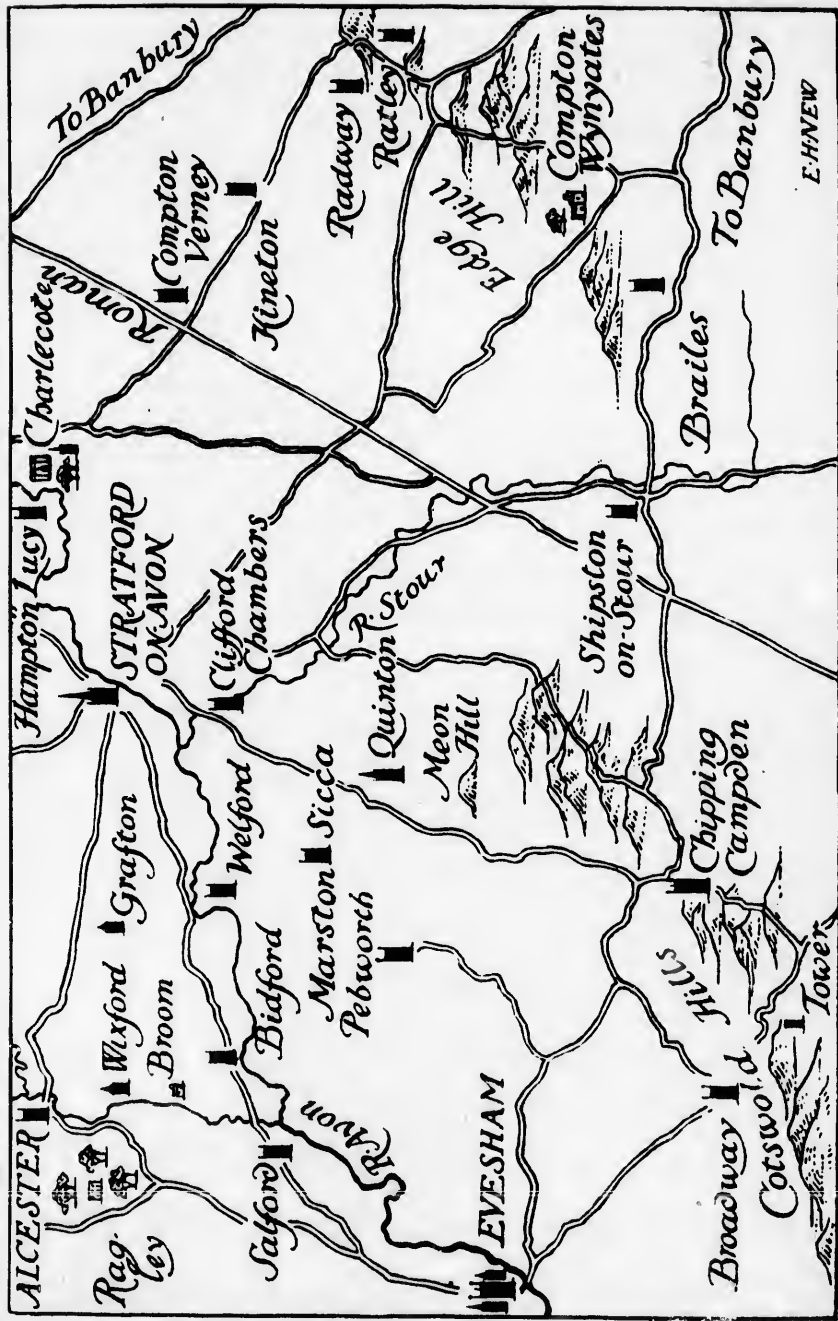 ALCESTER
Rag-
ley
Wixford
Broom
Grafton
Hampton Lucy
STRATFORD
ON·AVON
Charlecote
Roman
Compton
Verney
To Banbury
Kineton
Radway
Ratley
Salford
Bidford
Welford
Clifford
Chambers
R. Avon
Marston Sicca
Pebworth
Quinton
R. Stour
Meon
Hill
Edge Hill
Compton
Wynyates
EVESHAM
Shipston
on-Stour
Brailes
To Banbury
Broadway
Cotswold Hills
Tower
Chipping
Campden
E·H·NEW